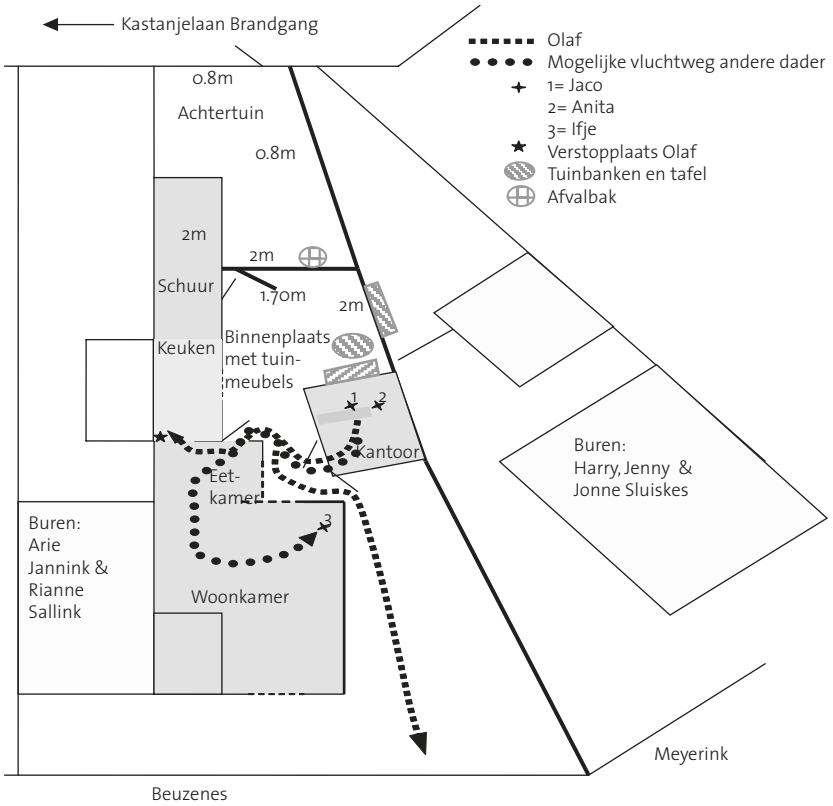 Kastanjelaan Brandgang
Olaf
Mogelijke vluchtweg andere dader
1= Jaco
2= Anita
3= Ifje
Verstopplaats Olaf
Tuinbanken en tafel
Afvalbak
0.8m
Achtertuin
0.8m
2m
2m
Schuur
1.70m
2m
Keuken
Binnenplaats
met tuin-
meubels
1
2
Kantoor
Eet-
kamer
3
Woonkamer
Buren:
Arie
Jannink &
Rianne
Sallink
Buren:
Harry, Jenny &
Jonne Sluiskes
Meyerink
Beuzenes